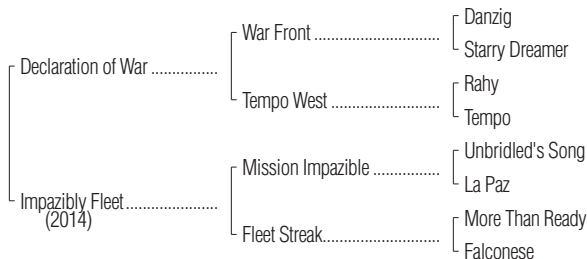 Danzig
War Front ......................................
Starry Dreamer
Declaration of War ....................
Rahy
Tempo West .................................
Tempo
Unbridled's Song
Mission Impazible ....................
La Paz
Impazibly Fleet ...........................
(2014)
More Than Ready
Fleet Streak...................................
Falconese